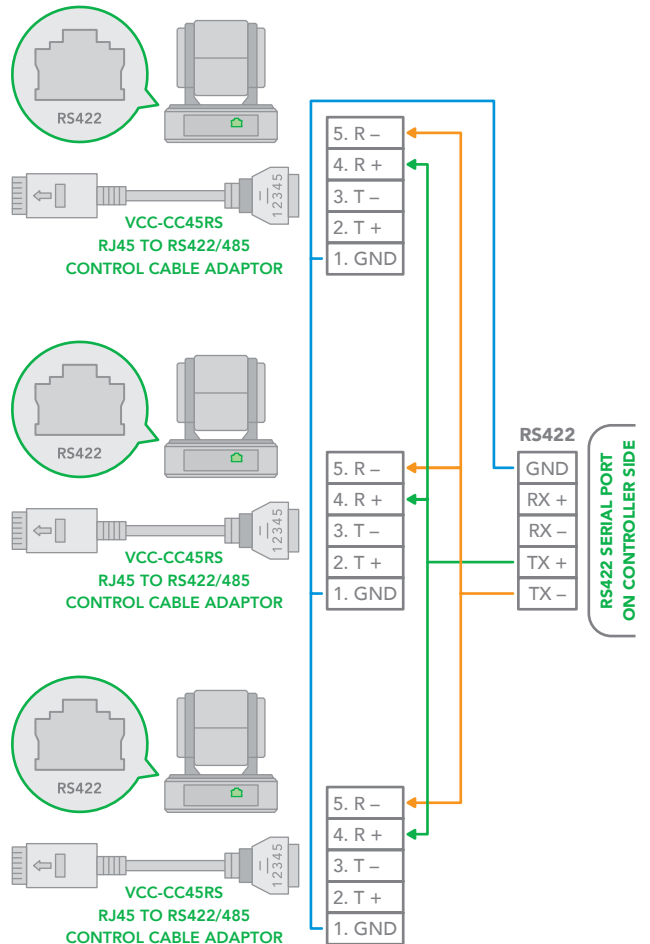 RS422
12345
VCC-CC45RS
RJ45 TO RS422/485
CONTROL CABLE ADAPTOR
5. R –
4. R +
3. T –
2. T +
1. GND
RS422
12345
VCC-CC45RS
RJ45 TO RS422/485
CONTROL CABLE ADAPTOR
5. R –
4. R +
3. T –
2. T +
1. GND
RS422
GND
RX +
RX –
TX +
TX –
RS422 SERIAL PORT
ON CONTROLLER SIDE
RS422
12345
VCC-CC45RS
RJ45 TO RS422/485
CONTROL CABLE ADAPTOR
5. R –
4. R +
3. T –
2. T +
1. GND